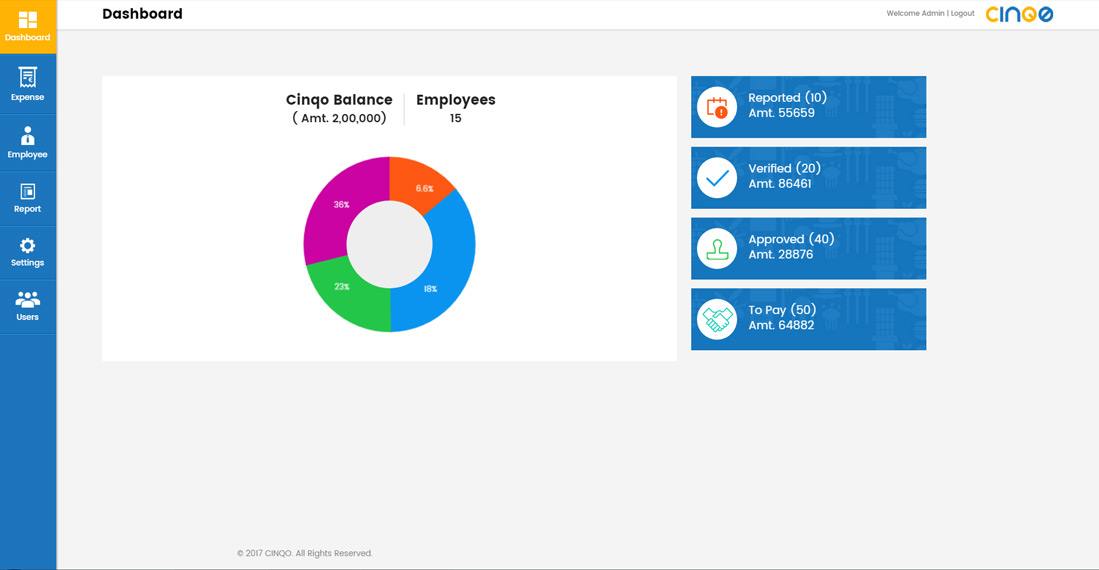 Dashboard
Welcome Admin | Logout
CINQO
Dashboard
Expense
Employee
Report
Settings
Users
Cinqo Balance
( Amt. 2,00,000)
Employees
15
6.6%
36%
23%
18%
Reported (10)
Amt. 55659
Verified (20)
Amt. 86461
Approved (40)
Amt. 28876
To Pay (50)
Amt. 64882
© 2017 CINQO. All Rights Reserved.